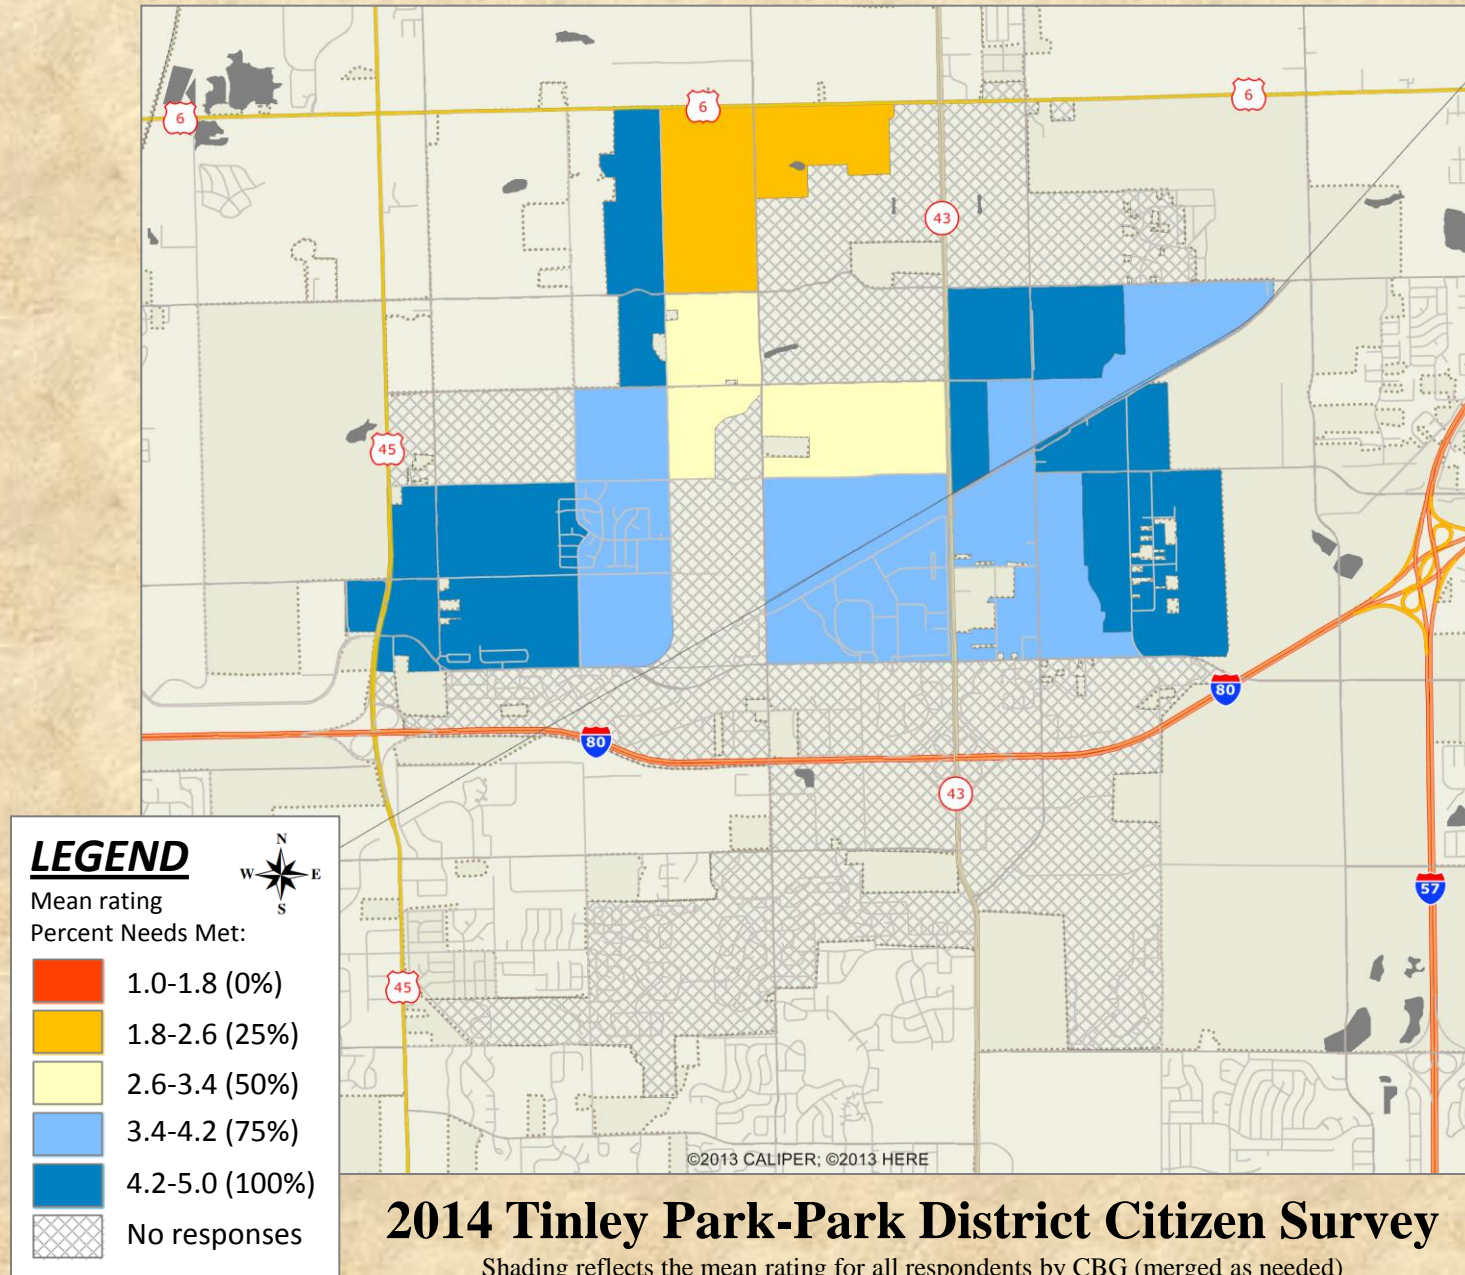 6
6
6
43
45
80
80
43
57
45
LEGEND
N
W E
S
Mean rating
Percent Needs Met:
1.0-1.8 (0%)
1.8-2.6 (25%)
2.6-3.4 (50%)
3.4-4.2 (75%)
4.2-5.0 (100%)
No responses
©2013 CALIPER; ©2013 HERE
2014 Tinley Park-Park District Citizen Survey
Shading reflects the mean rating for all respondents by CBG (merged as needed)